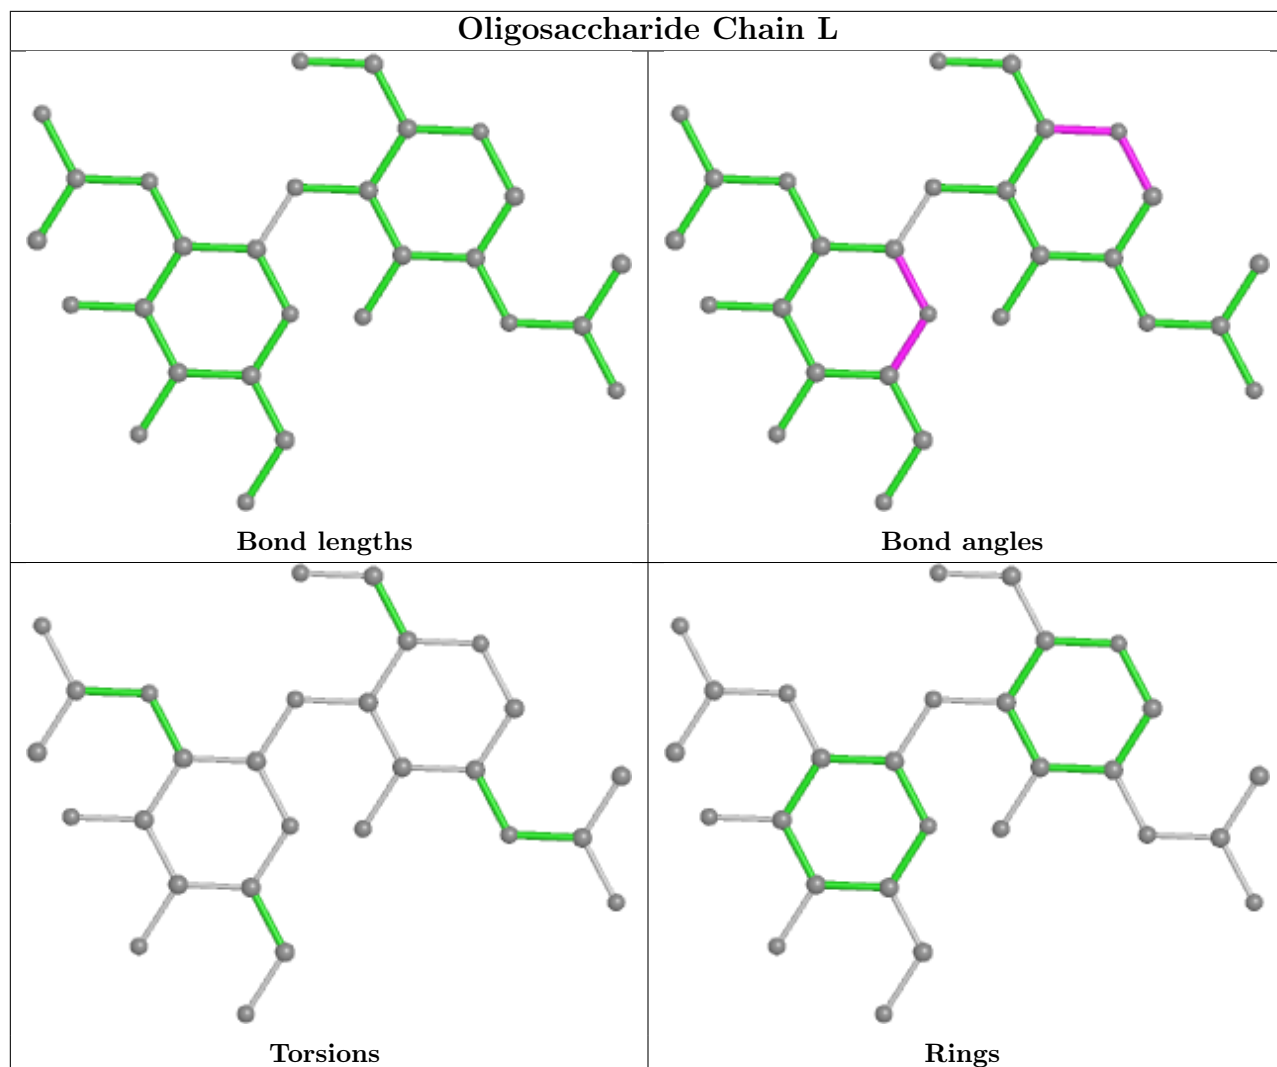 Oligosaccharide Chain L
Bond lengths
Bond angles
Torsions
Rings